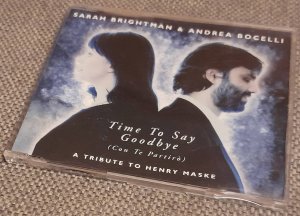 SARAH BRIGHTMAN & ANDREA BOCELLI
Time To Say
Goodbye
(Con Te Partirò)
A TRIBUTE TO HENRY MASKE